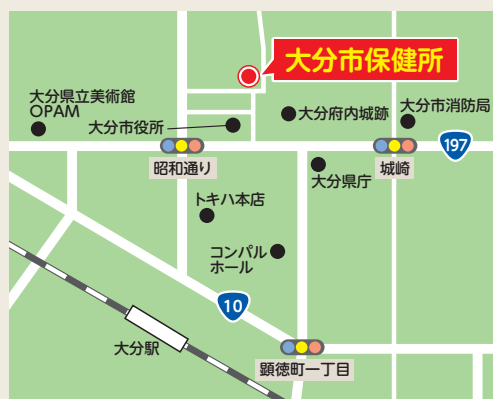 大分市保健所
大分県立美術館
OPAM
大分市役所
大分府内城跡
大分市消防局
197
昭和通り
大分県庁
城崎
トキハ本店
コンパル
ホール
10
大分駅
顕徳町一丁目